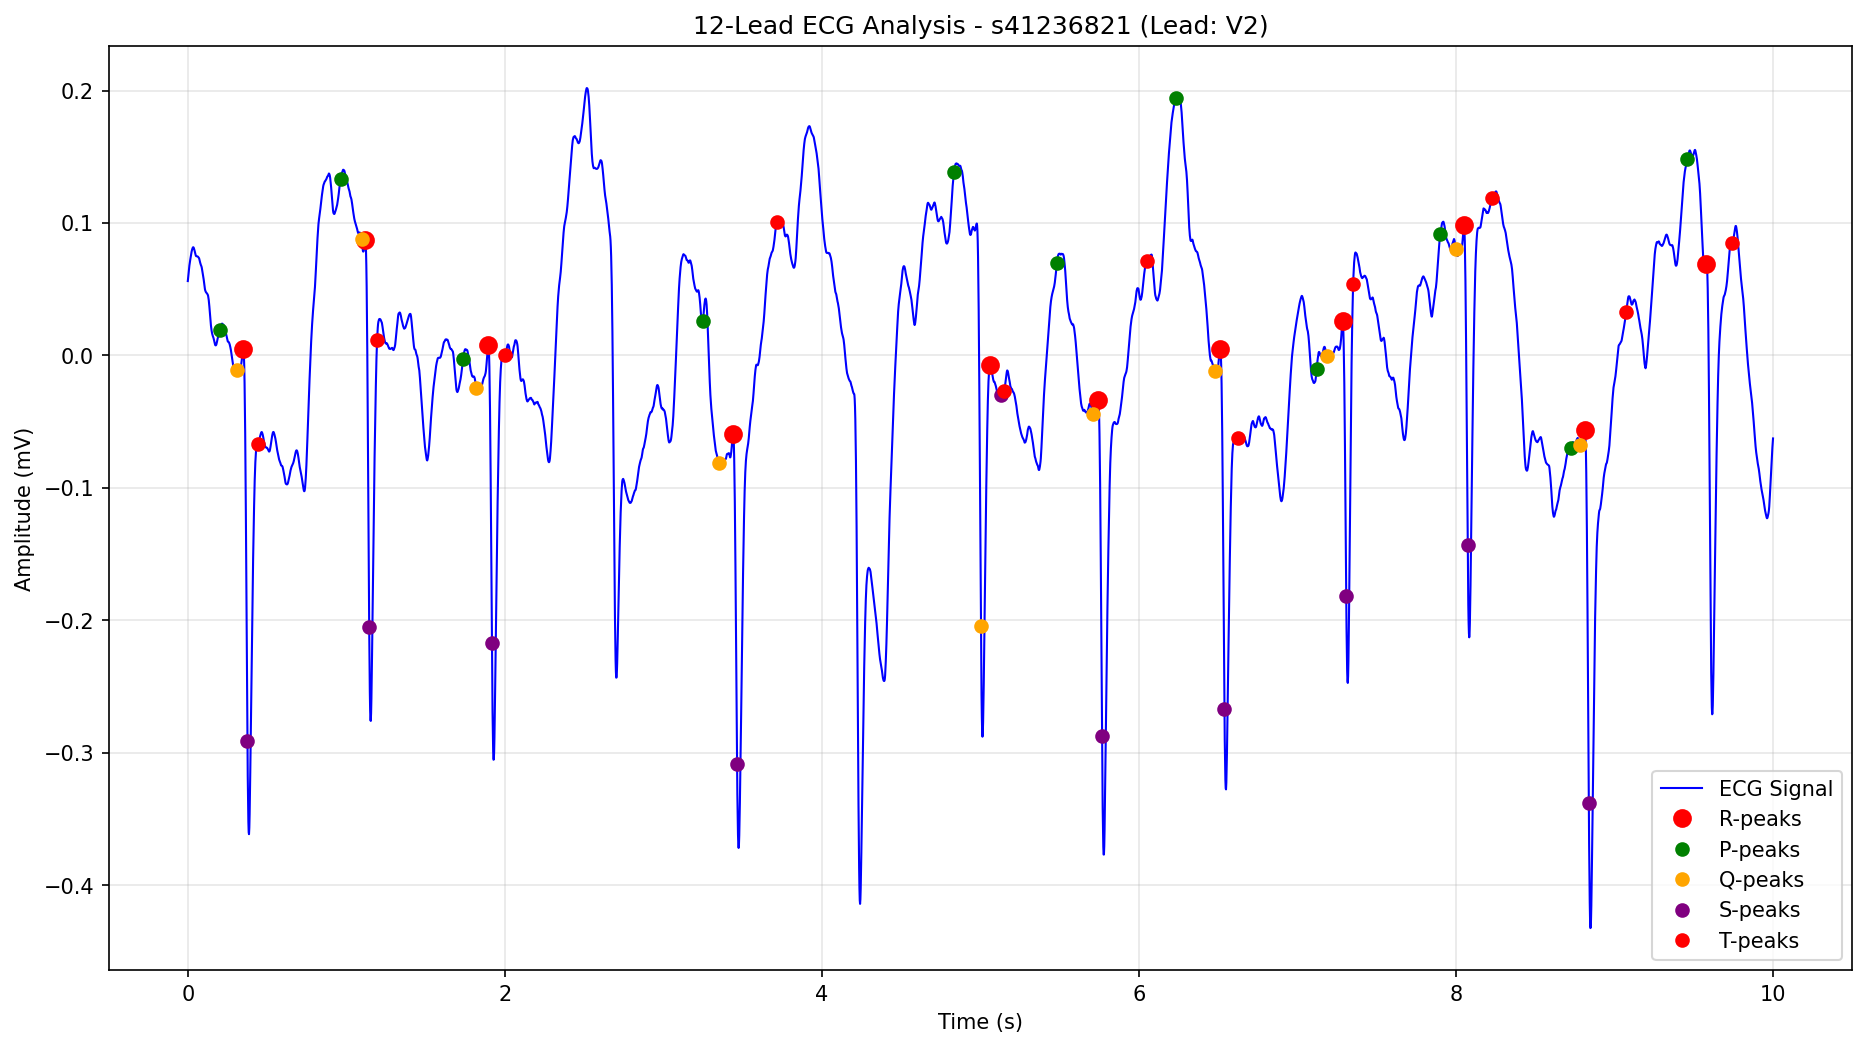 12-Lead ECG Analysis - s41236821 (Lead: V2)
0.2
0.1
0.0
−0.1
−0.2
−0.3
−0.4
Amplitude (mV)
0 2 4 6 8 10
Time (s)
ECG Signal
R-peaks
P-peaks
Q-peaks
S-peaks
T-peaks